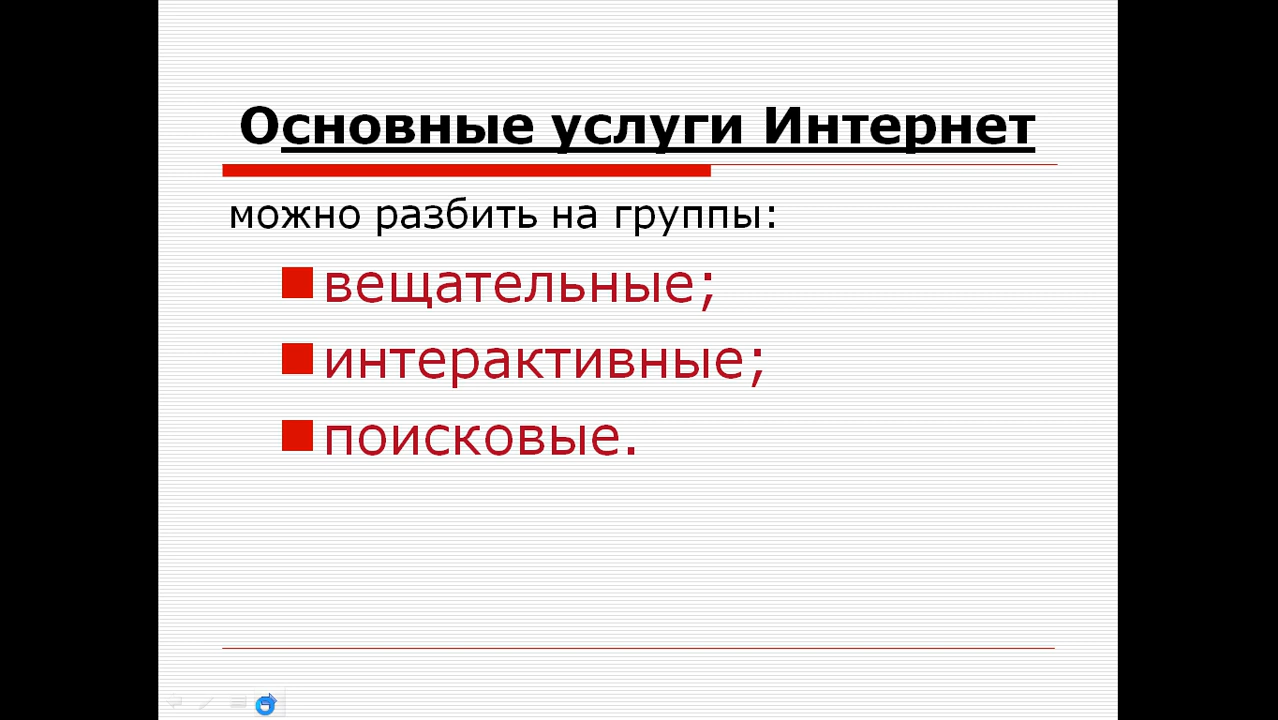 Основные услуги Интернет
можно разбить на группы:
вещательные;
интерактивные;
поисковые.